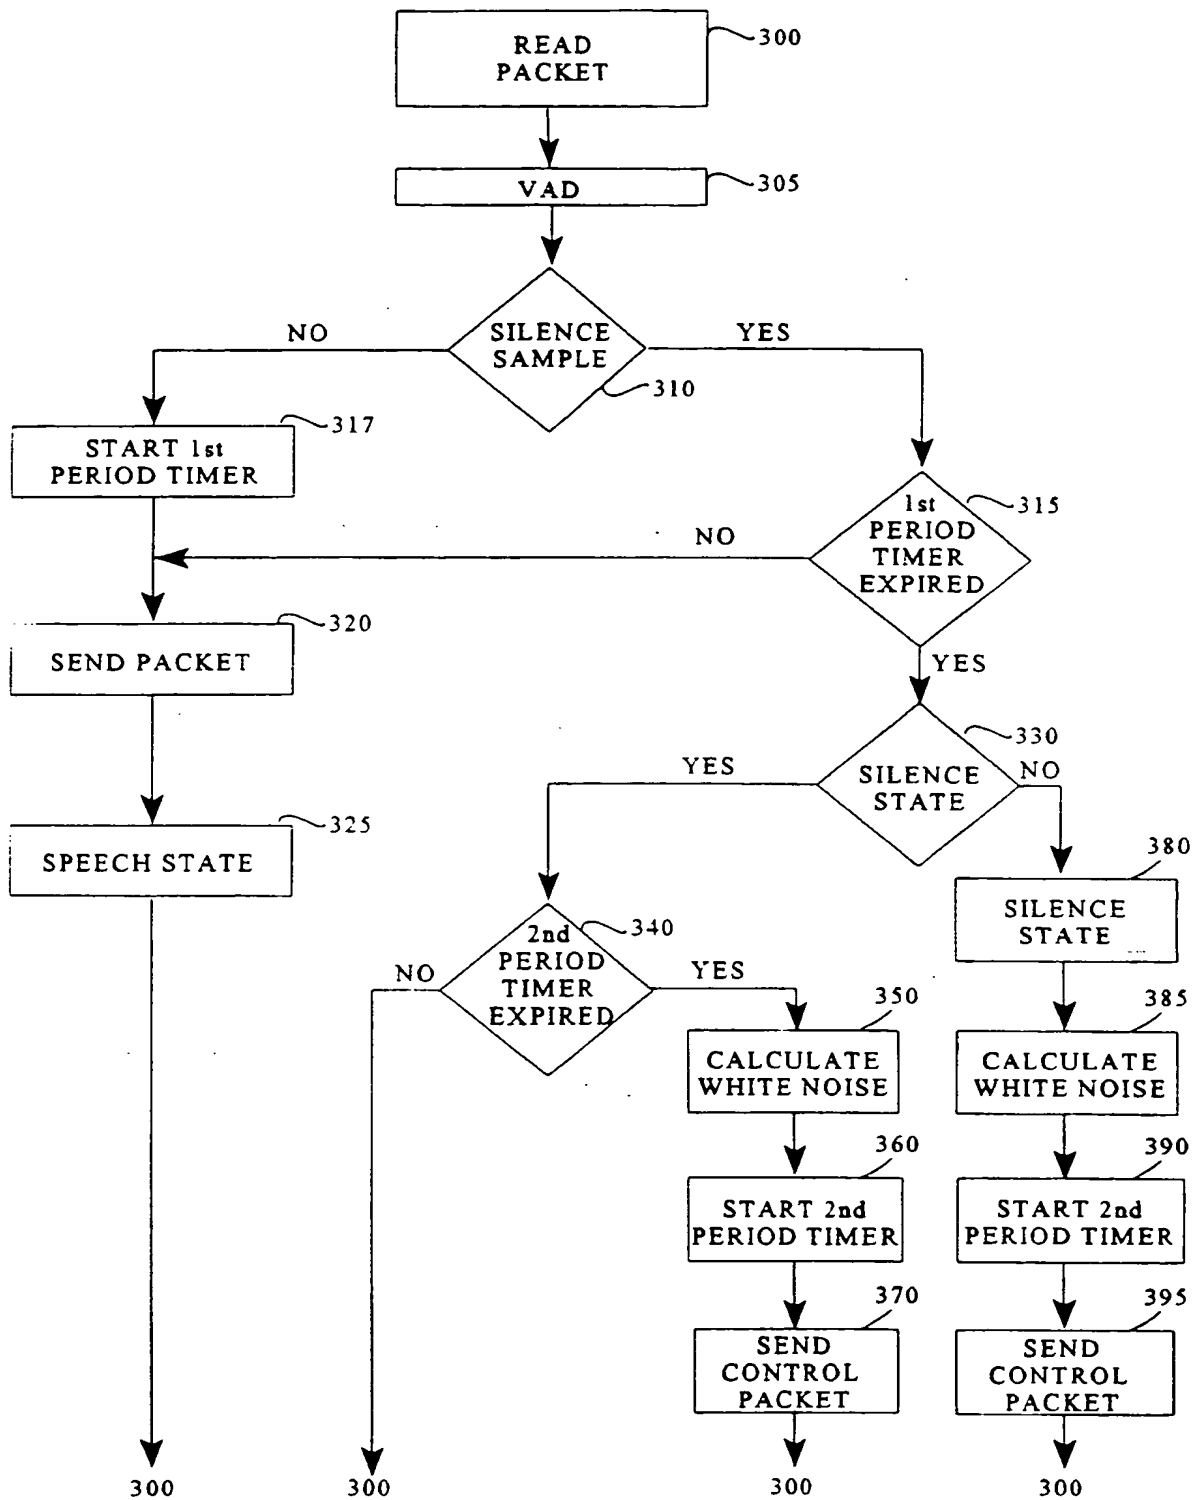 READ
PACKET
300
VAD
305
SILENCE
SAMPLE
310
NO
YES
START 1st
PERIOD TIMER
317
1st
PERIOD
TIMER
EXPIRED
315
NO
YES
SEND PACKET
320
SILENCE
STATE
330
YES
NO
SPEECH STATE
325
SILENCE
STATE
380
2nd
PERIOD
TIMER
EXPIRED
340
NO
YES
CALCULATE
WHITE NOISE
350
CALCULATE
WHITE NOISE
385
START 2nd
PERIOD TIMER
360
START 2nd
PERIOD TIMER
390
SEND
CONTROL
PACKET
370
SEND
CONTROL
PACKET
395
300
300
300
300